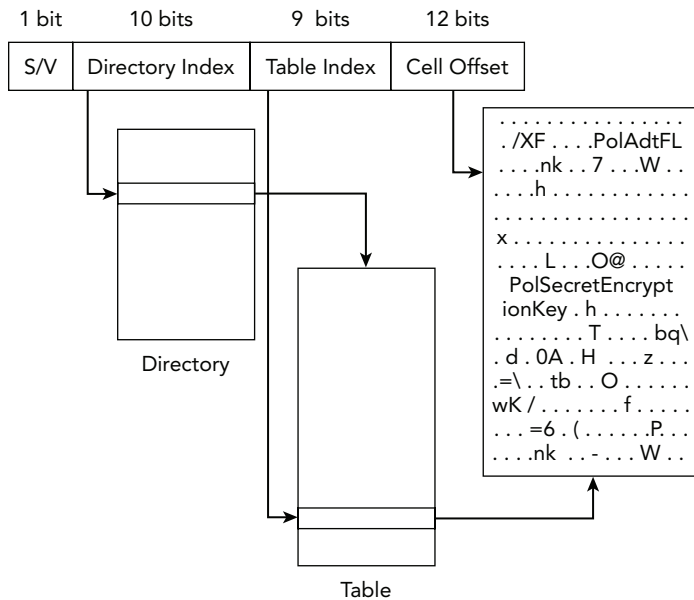 1 bit 10 bits 9 bits 12 bits
S/V Directory Index Table Index Cell Offset
. . . . . . . . . . . . . . . .
. /XF . . . .PolAdtFL
. . . .nk . . 7 . . .W . .
. . . .h . . . . . . . . . . . .
. . . . . . . . . . . . . . . .
x . . . . . . . . . . . . . . .
. . . . L . . .O@ . . . . .
PolSecretEncrypt
ionKey . h . . . . . . .
. . . . . . . . T . . . . bq\
. d . 0A . H . . . z . . .
.=\ . . tb . . O . . . . . .
wK / . . . . . . . f . . . . .
. . . =6 . ( . . . . . .P. . .
. . . .nk . . - . . . W . .
Directory
Table